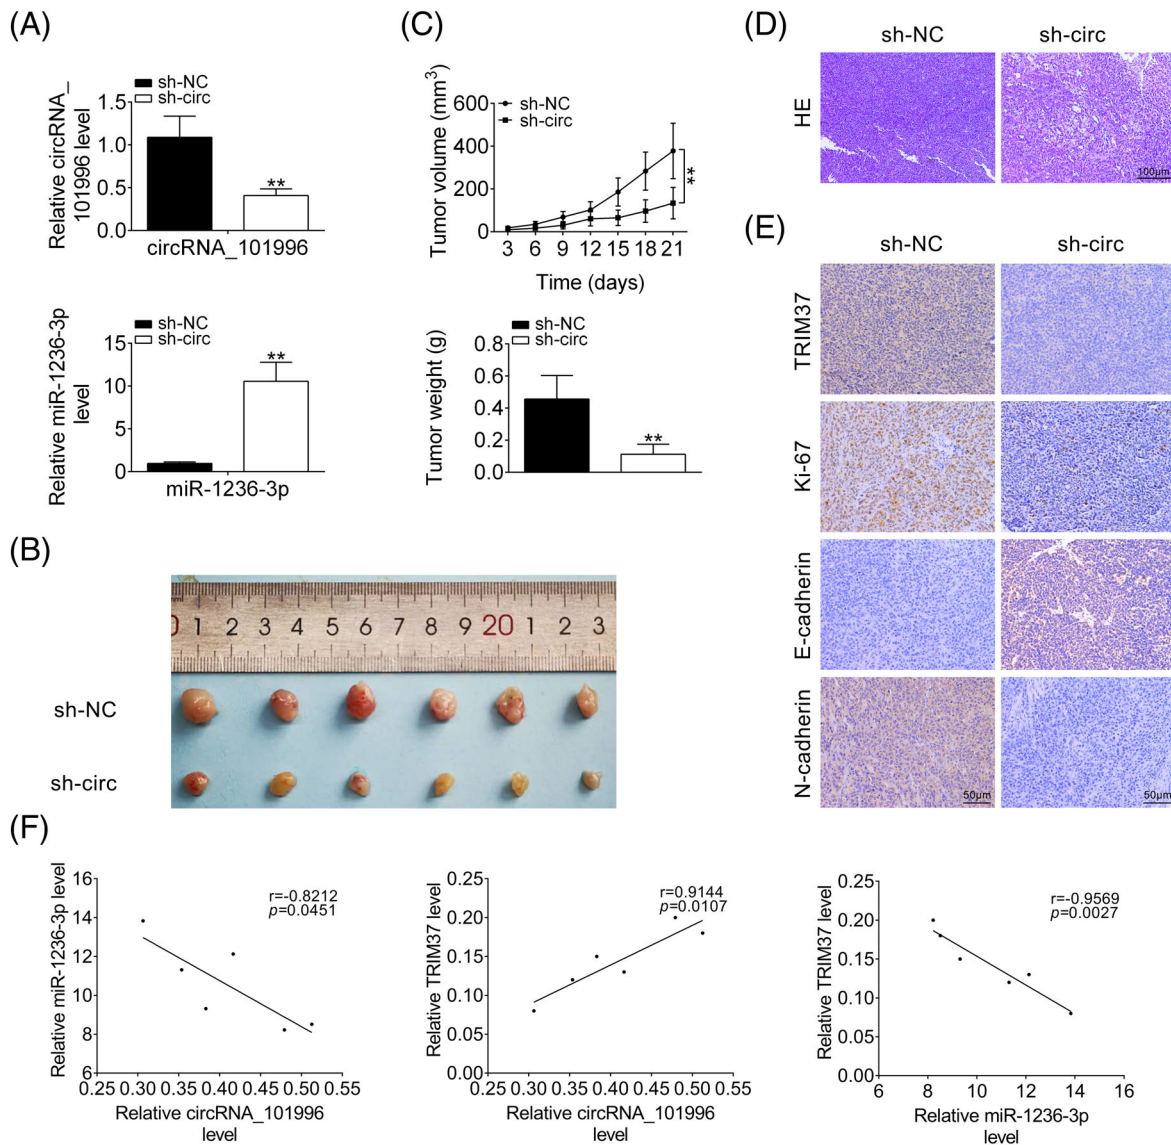 (A)
sh-NC
sh-circ
Relative circRNA_
101996 level
1.5
1.0
0.5
0.0
**
circRNA_101996
sh-NC
sh-circ
Relative miR-1236-3p
level
15
10
5
0
**
miR-1236-3p
(B)
0 1 2 3 4 5 6 7 8 9 20 1 2 3
sh-NC
sh-circ
(C)
Tumor volume (mm3)
600
400
200
0
sh-NC
sh-circ
**
3 6 9 12 15 18 21
Time (days)
sh-NC
sh-circ
Tumor weight (g)
0.8
0.6
0.4
0.2
0.0
**
(D)
sh-NC sh-circ
HE
100μm
(E)
sh-NC sh-circ
TRIM37
Ki-67
E-cadherin
N-cadherin
50μm 50μm
(F)
Relative miR-1236-3p level
16
14
12
10
8
6
r=-0.8212
p=0.0451
0.25 0.30 0.35 0.40 0.45 0.50 0.55
Relative circRNA_101996
level
Relative TRIM37 level
0.25
0.20
0.15
0.10
0.05
0.00
r=0.9144
p=0.0107
0.25 0.30 0.35 0.40 0.45 0.50 0.55
Relative circRNA_101996
level
Relative TRIM37 level
0.25
0.20
0.15
0.10
0.05
0.00
r=-0.9569
p=0.0027
6 8 10 12 14 16
Relative miR-1236-3p
level